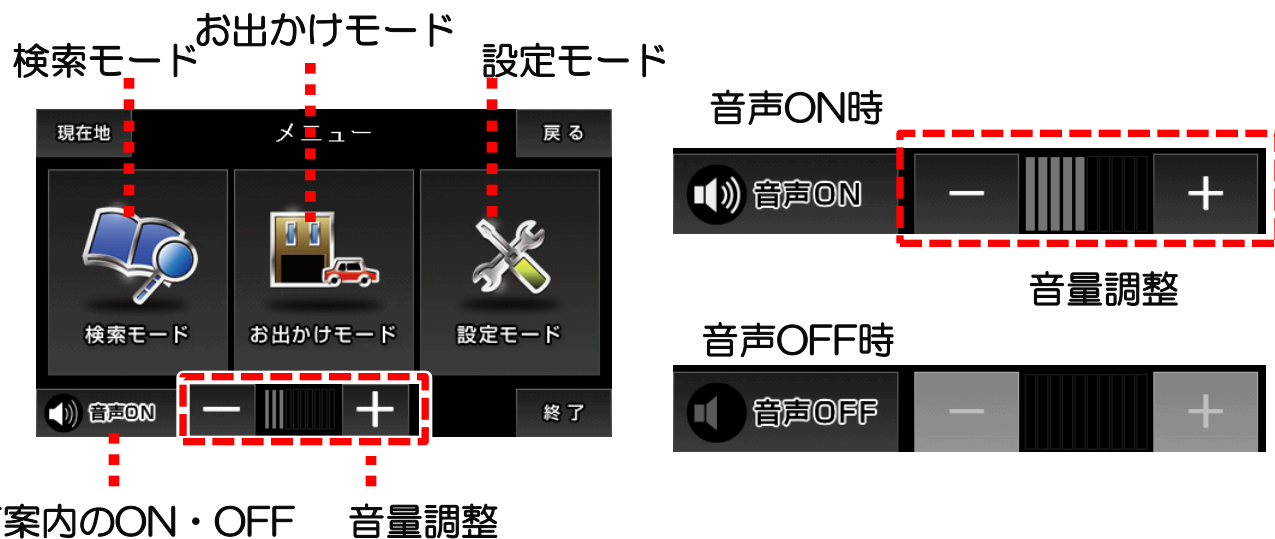 お出かけモード
検索モード
設定モード
現在地
メニュー
戻る
検索モード
お出かけモード
設定モード
音声ON
－
＋
終了
案内のON・OFF
音量調整
音声ON時
音声ON
－
＋
音量調整
音声OFF時
音声OFF
－
＋